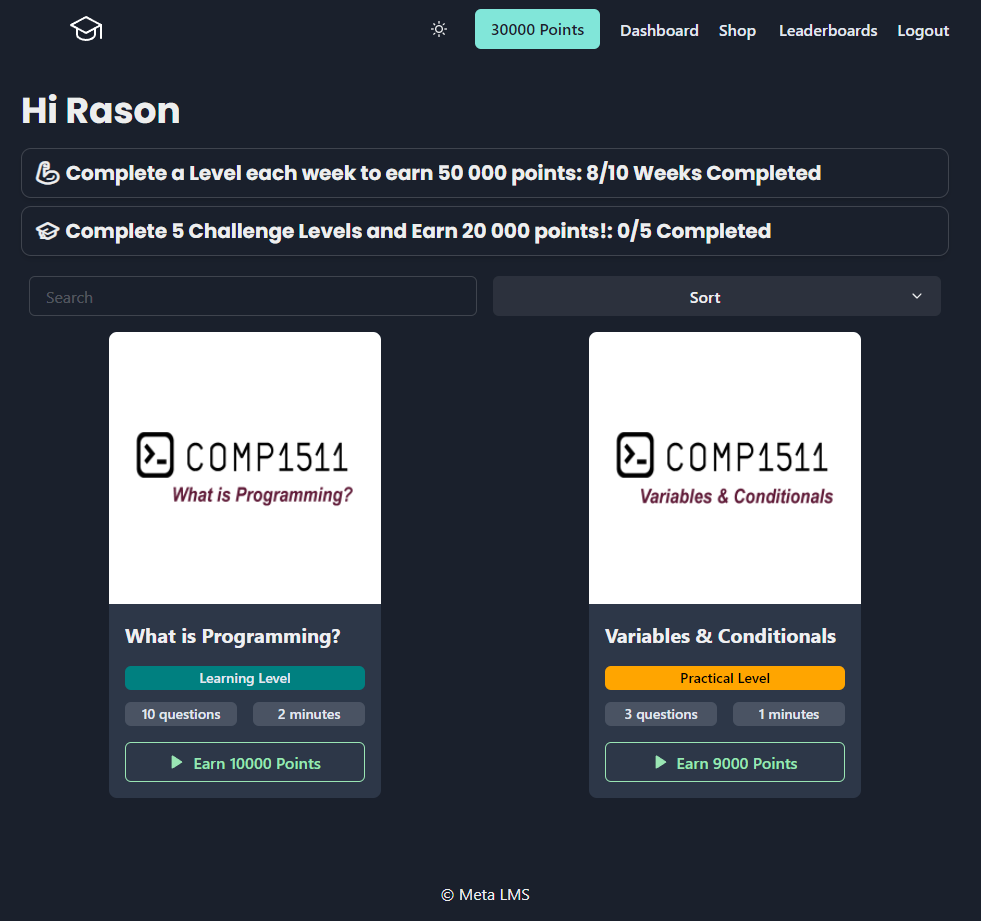 30000 Points Dashboard Shop Leaderboards Logout
Hi Rason
Complete a Level each week to earn 50 000 points: 8/10 Weeks Completed
Complete 5 Challenge Levels and Earn 20 000 points!: 0/5 Completed
Search Sort
COMP1511
What is Programming?
What is Programming?
Learning Level
10 questions 2 minutes
Earn 10000 Points
COMP1511
Variables & Conditionals
Variables & Conditionals
Practical Level
3 questions 1 minutes
Earn 9000 Points
© Meta LMS